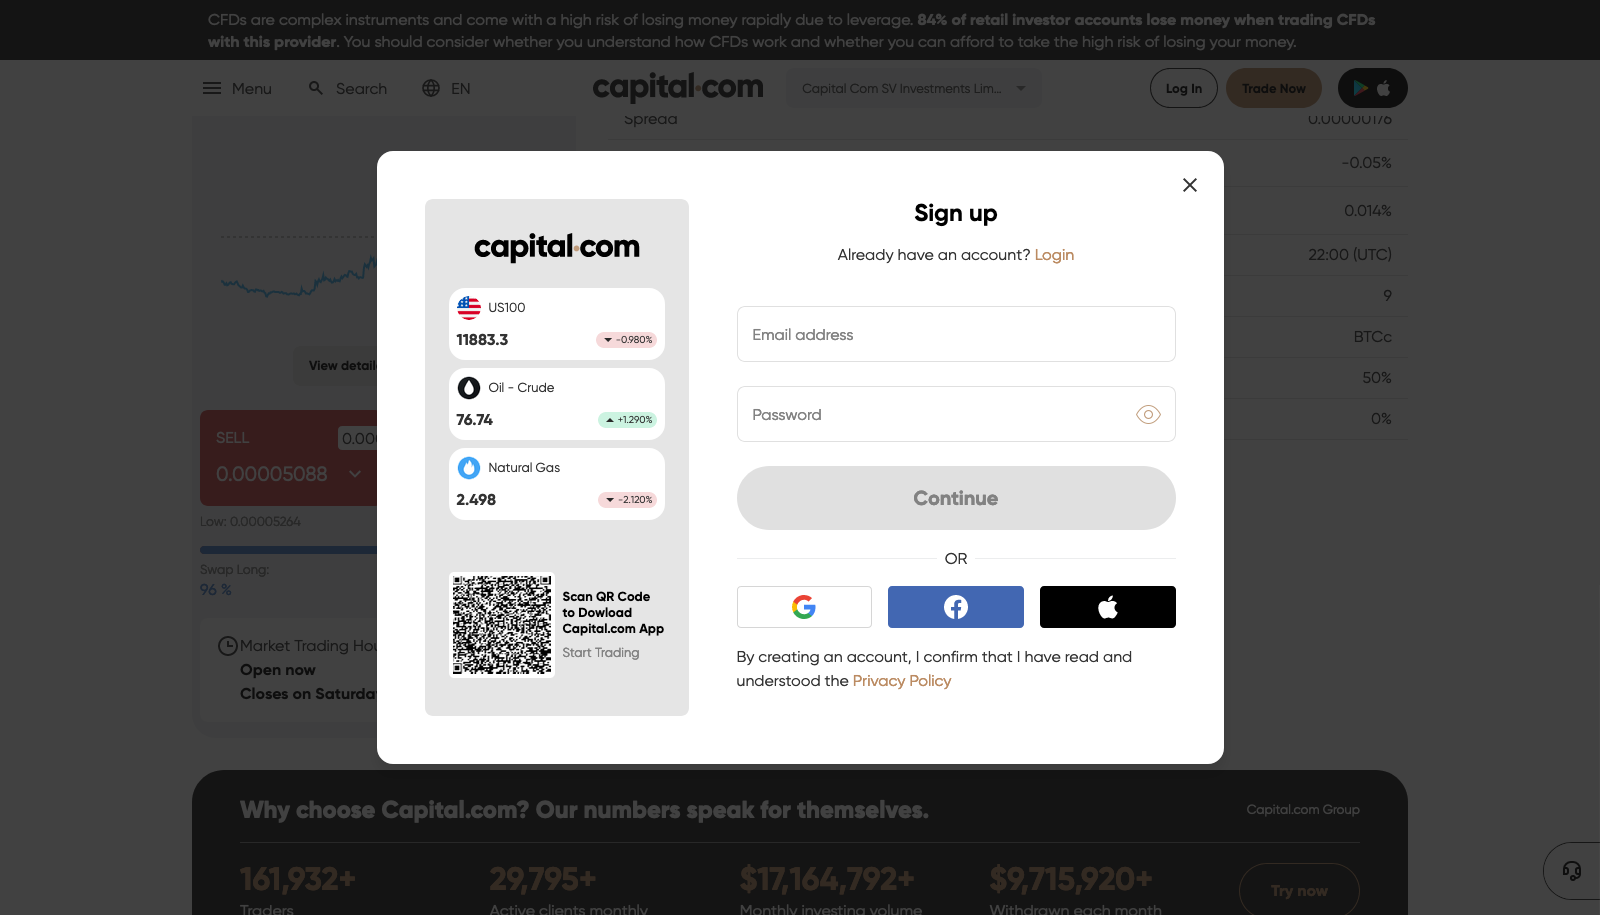 CFDs are complex instruments and come with a high risk of losing money rapidly due to leverage. 84% of retail investor accounts lose money when trading CFDs
with this provider. You should consider whether you understand how CFDs work and whether you can afford to take the high risk of losing your money.
Menu
Search
EN
capital.com
Capital Com SV Investments Lim...
Log In
Trade Now
Spread
0.00000176
-0.05%
0.014%
22:00 (UTC)
9
BTCc
50%
0%
View detail
SELL
0.000
0.00005088
Low: 0.00005264
Swap Long:
96 %
Market Trading Hou
Open now
Closes on Saturda
capital.com
US100
11883.3
-0.980%
Oil - Crude
76.74
+1.290%
Natural Gas
2.498
-2.120%
Scan QR Code
to Dowload
Capital.com App
Start Trading
Sign up
Already have an account? Login
Email address
Password
Continue
OR
By creating an account, I confirm that I have read and
understood the Privacy Policy
Why choose Capital.com? Our numbers speak for themselves.
Capital.com Group
161,932+
29,795+
$17,164,792+
$9,715,920+
Try now
Traders
Active clients monthly
Monthly investing volume
Withdrawn each month